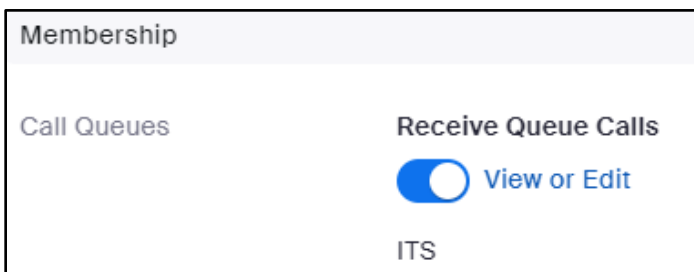 Membership
Call Queues
Receive Queue Calls
View or Edit
ITS